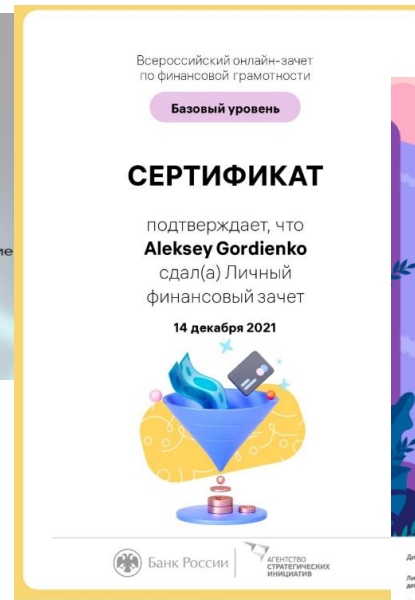 Всероссийский онлайн-зачет
по финансовой грамотности
Базовый уровень
СЕРТИФИКАТ
подтверждает, что
Aleksey Gordienko
сдал(а) Личный
финансовый зачет
14 декабря 2021
Банк России
АГЕНТСТВО
СТРАТЕГИЧЕСКИХ
ИНИЦИАТИВ